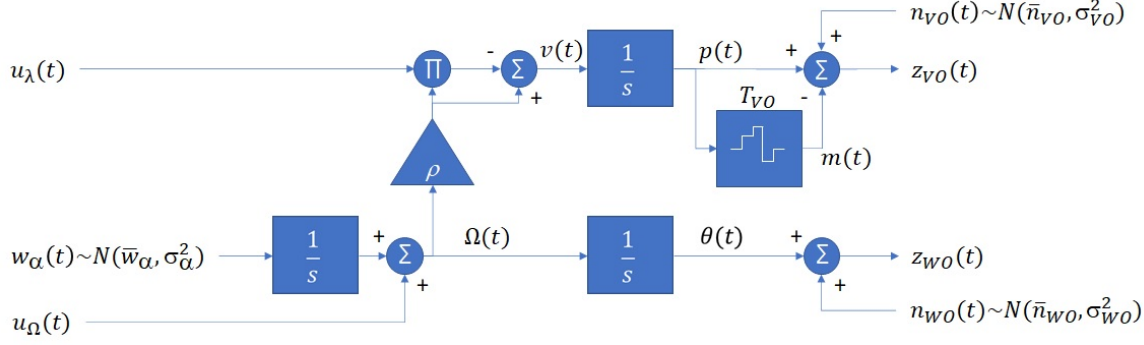 n_VO(t)~N(n̅_VO, σ²_VO)
+
u_λ(t)
∏
-
Σ
+
v(t)
1/s
p(t)
+
Σ
-
z_VO(t)
T_VO
m(t)
ρ
w_α(t)~N(w̅_α, σ²_α)
1/s
+
Σ
+
Ω(t)
1/s
θ(t)
+
Σ
+
z_WO(t)
u_Ω(t)
n_WO(t)~N(n̅_WO, σ²_WO)